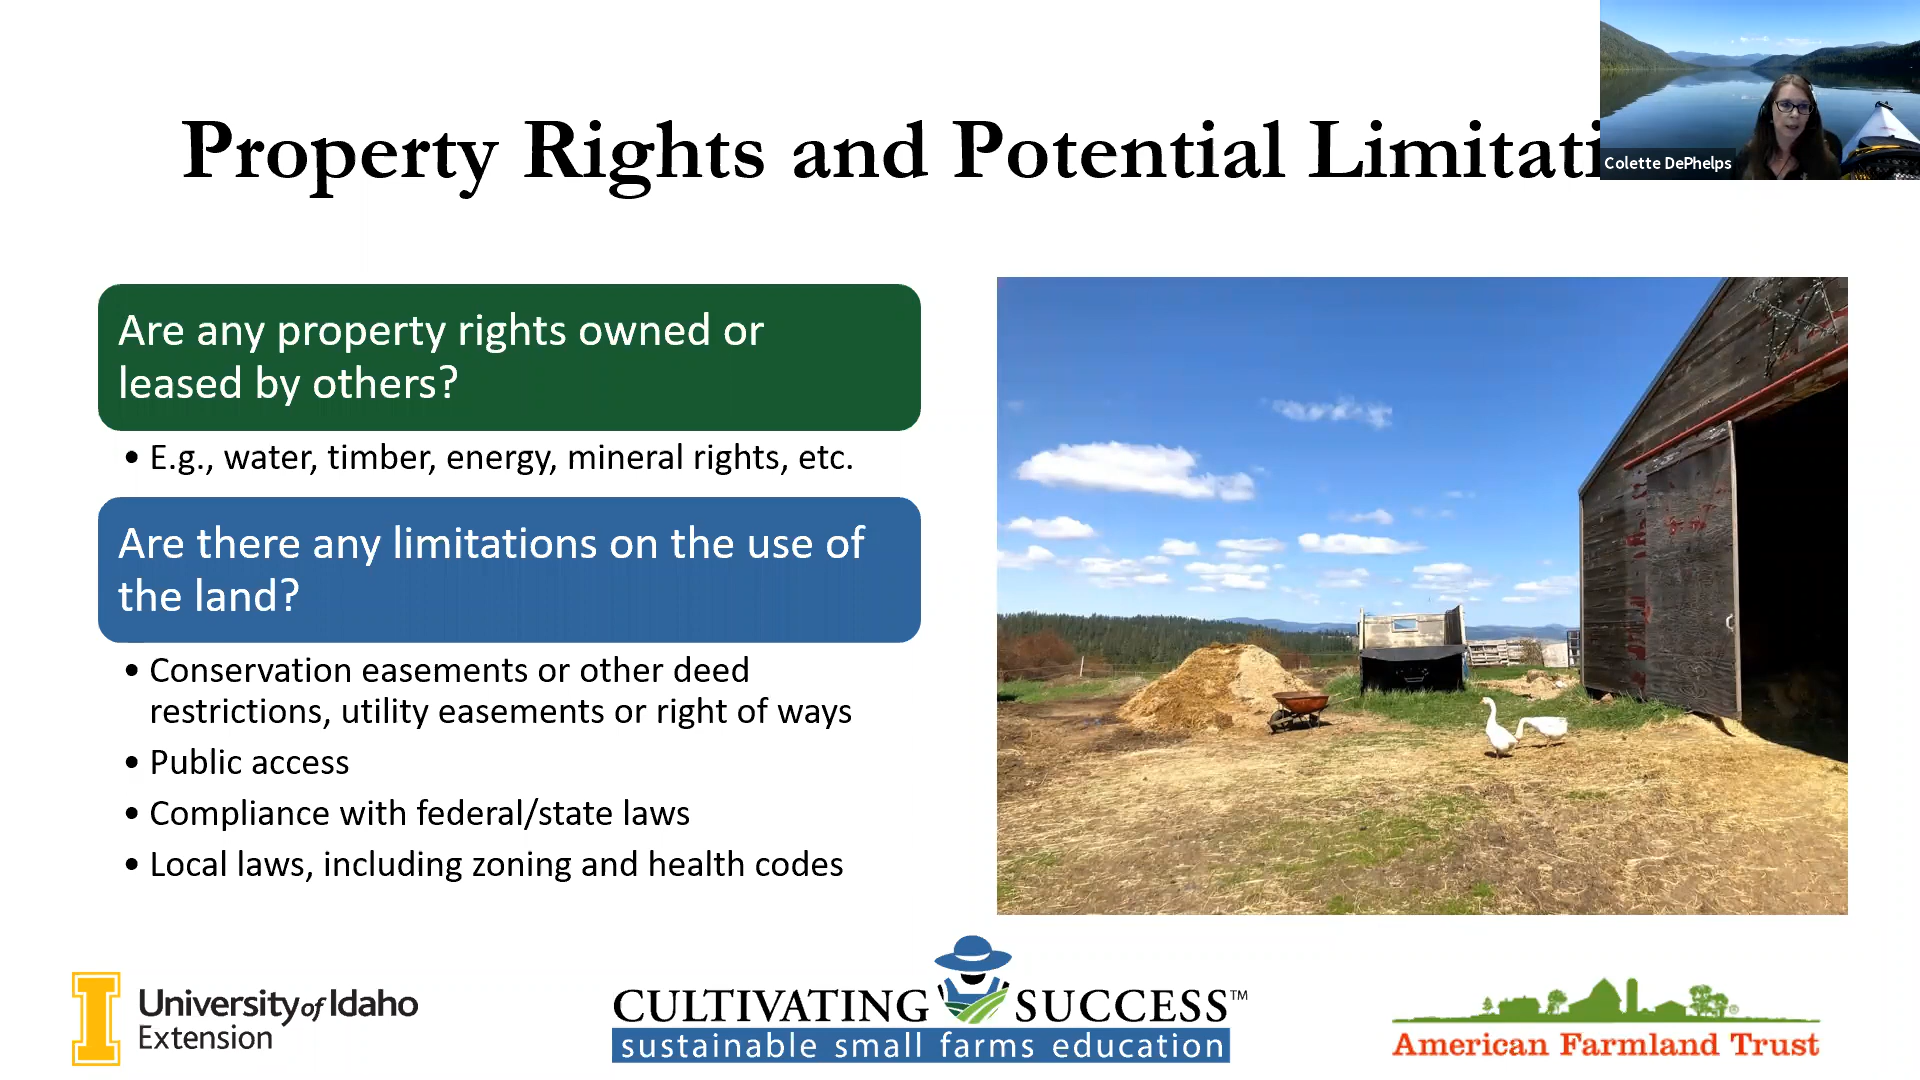 Property Rights and Potential Limitati
Colette DePhelps
Are any property rights owned or
leased by others?
• E.g., water, timber, energy, mineral rights, etc.
Are there any limitations on the use of
the land?
• Conservation easements or other deed
restrictions, utility easements or right of ways
• Public access
• Compliance with federal/state laws
• Local laws, including zoning and health codes
I
University of Idaho
Extension
CULTIVATING SUCCESS™
sustainable small farms education
American Farmland Trust
®